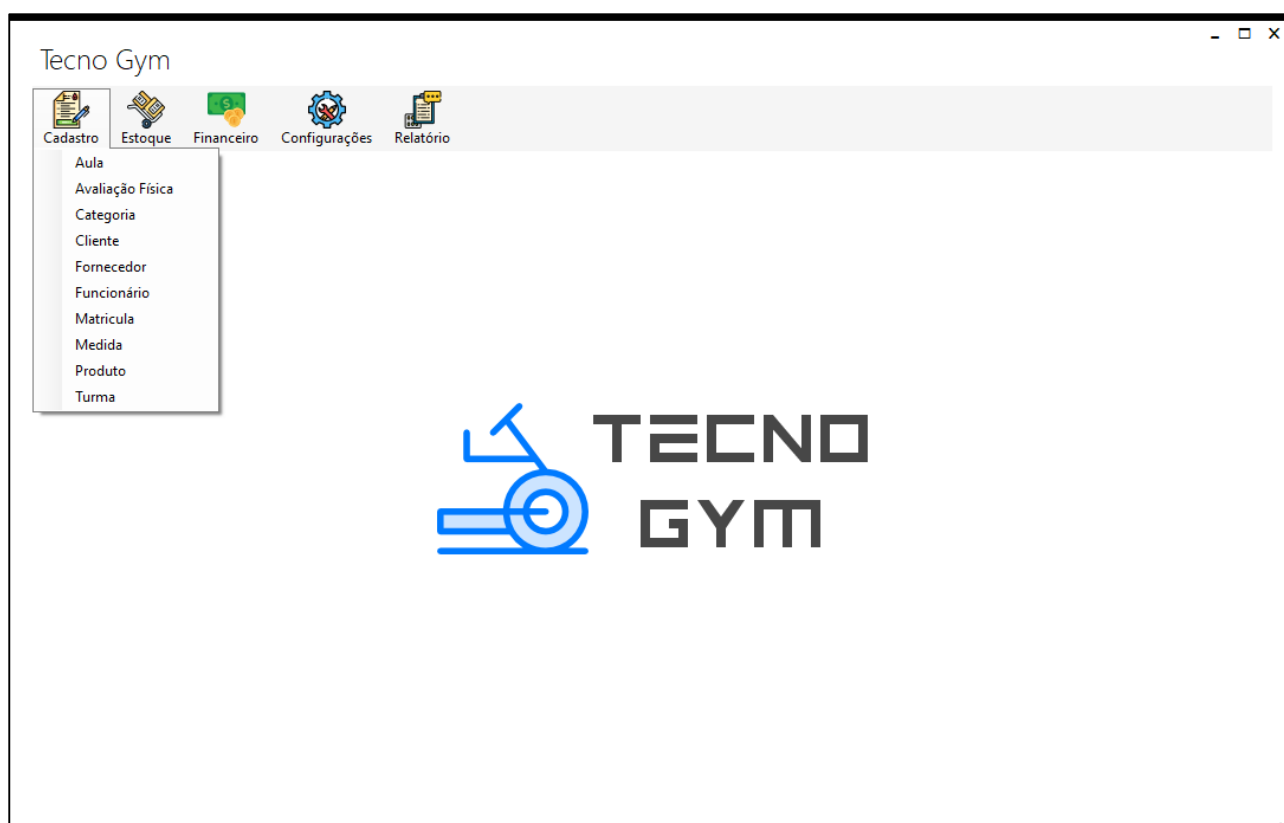 Tecno Gym
Cadastro Estoque Financeiro Configurações Relatório
Aula
Avaliação Física
Categoria
Cliente
Fornecedor
Funcionário
Matricula
Medida
Produto
Turma
TECNO
GYM